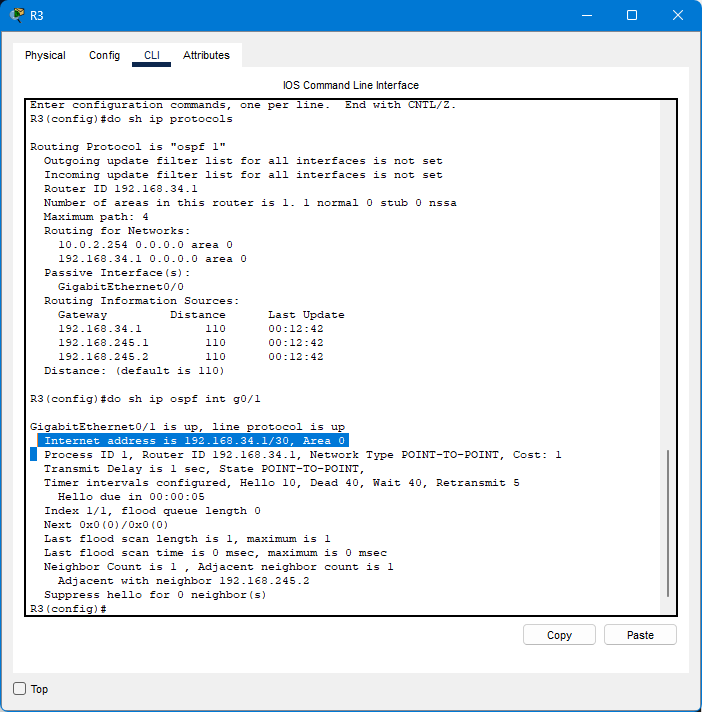 R3
Physical Config CLI Attributes
IOS Command Line Interface
Enter configuration commands, one per line.  End with CNTL/Z.
R3(config)#do sh ip protocols

Routing Protocol is "ospf 1"
  Outgoing update filter list for all interfaces is not set
  Incoming update filter list for all interfaces is not set
  Router ID 192.168.34.1
  Number of areas in this router is 1. 1 normal 0 stub 0 nssa
  Maximum path: 4
  Routing for Networks:
    10.0.2.254 0.0.0.0 area 0
    192.168.34.1 0.0.0.0 area 0
  Passive Interface(s):
    GigabitEthernet0/0
  Routing Information Sources:
    Gateway         Distance      Last Update
    192.168.34.1         110      00:12:42
    192.168.245.1        110      00:12:42
    192.168.245.2        110      00:12:42
  Distance: (default is 110)

R3(config)#do sh ip ospf int g0/1

GigabitEthernet0/1 is up, line protocol is up
  Internet address is 192.168.34.1/30, Area 0
  Process ID 1, Router ID 192.168.34.1, Network Type POINT-TO-POINT, Cost: 1
  Transmit Delay is 1 sec, State POINT-TO-POINT,
  Timer intervals configured, Hello 10, Dead 40, Wait 40, Retransmit 5
    Hello due in 00:00:05
  Index 1/1, flood queue length 0
  Next 0x0(0)/0x0(0)
  Last flood scan length is 1, maximum is 1
  Last flood scan time is 0 msec, maximum is 0 msec
  Neighbor Count is 1 , Adjacent neighbor count is 1
    Adjacent with neighbor 192.168.245.2
  Suppress hello for 0 neighbor(s)
R3(config)#
Copy Paste
Top